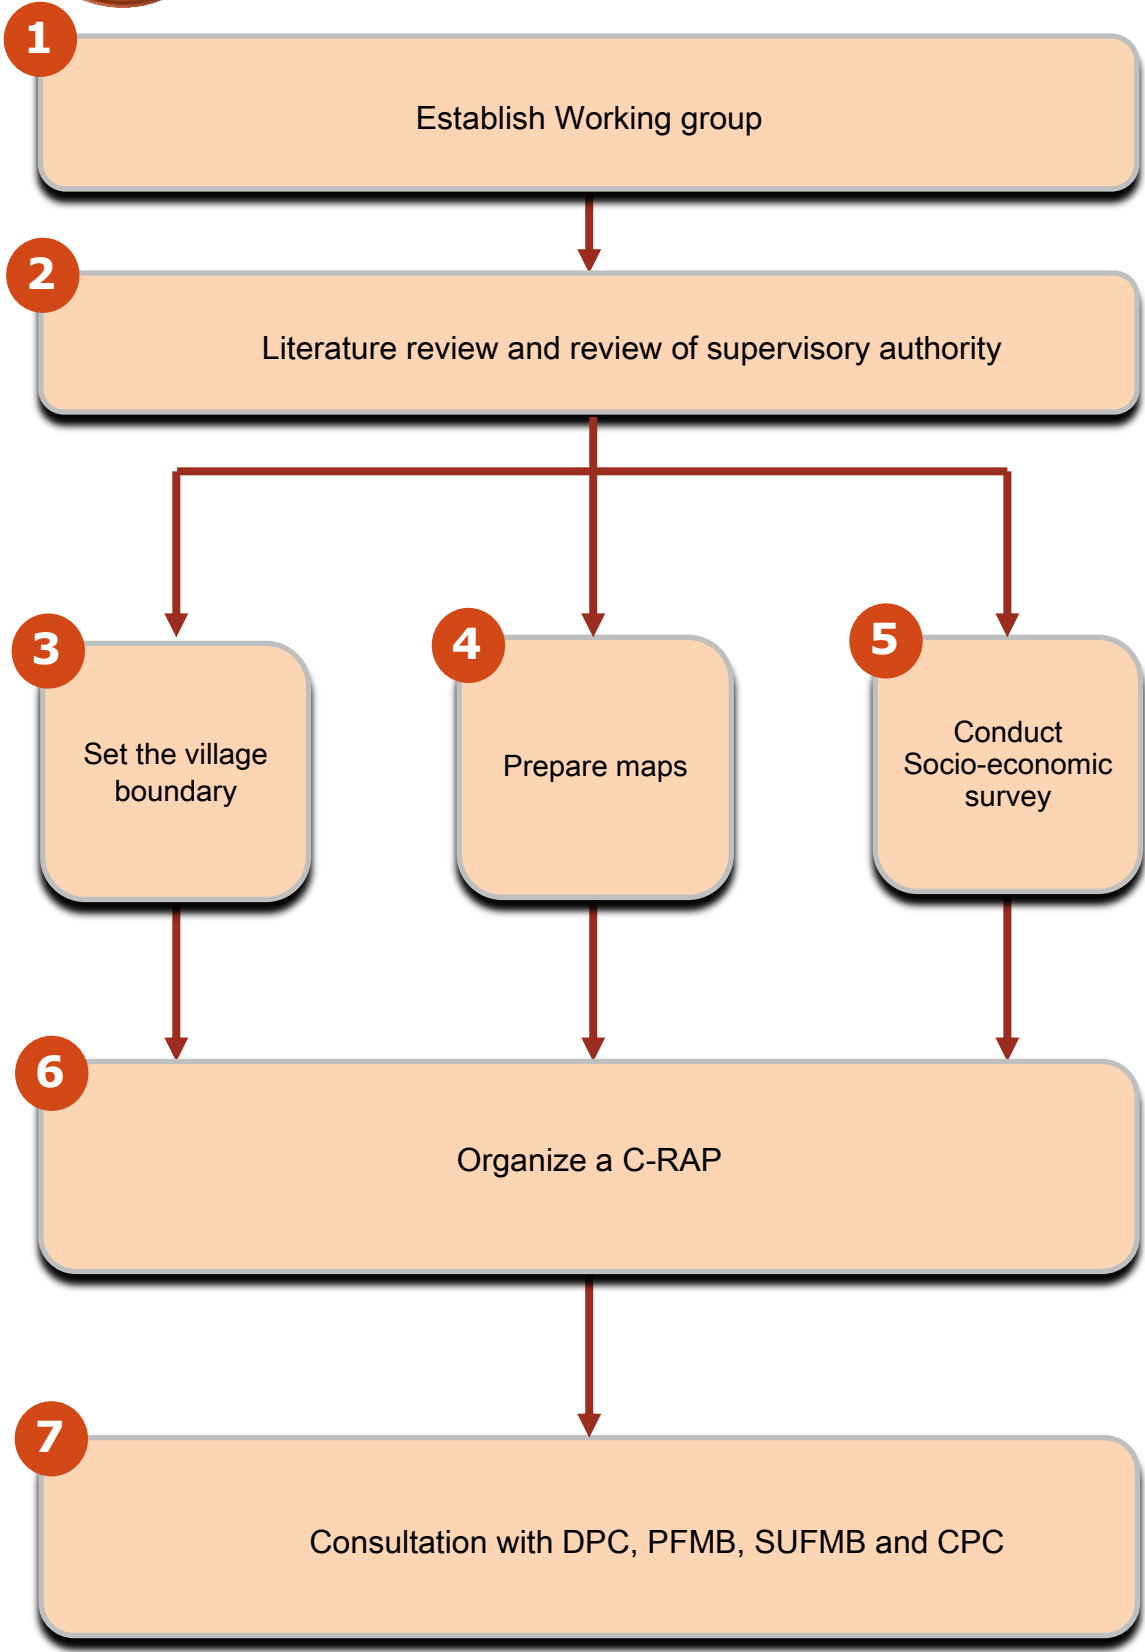 1
Establish Working group
2
Literature review and review of supervisory authority
3
Set the village
boundary
4
Prepare maps
5
Conduct
Socio-economic
survey
6
Organize a C-RAP
7
Consultation with DPC, PFMB, SUFMB and CPC